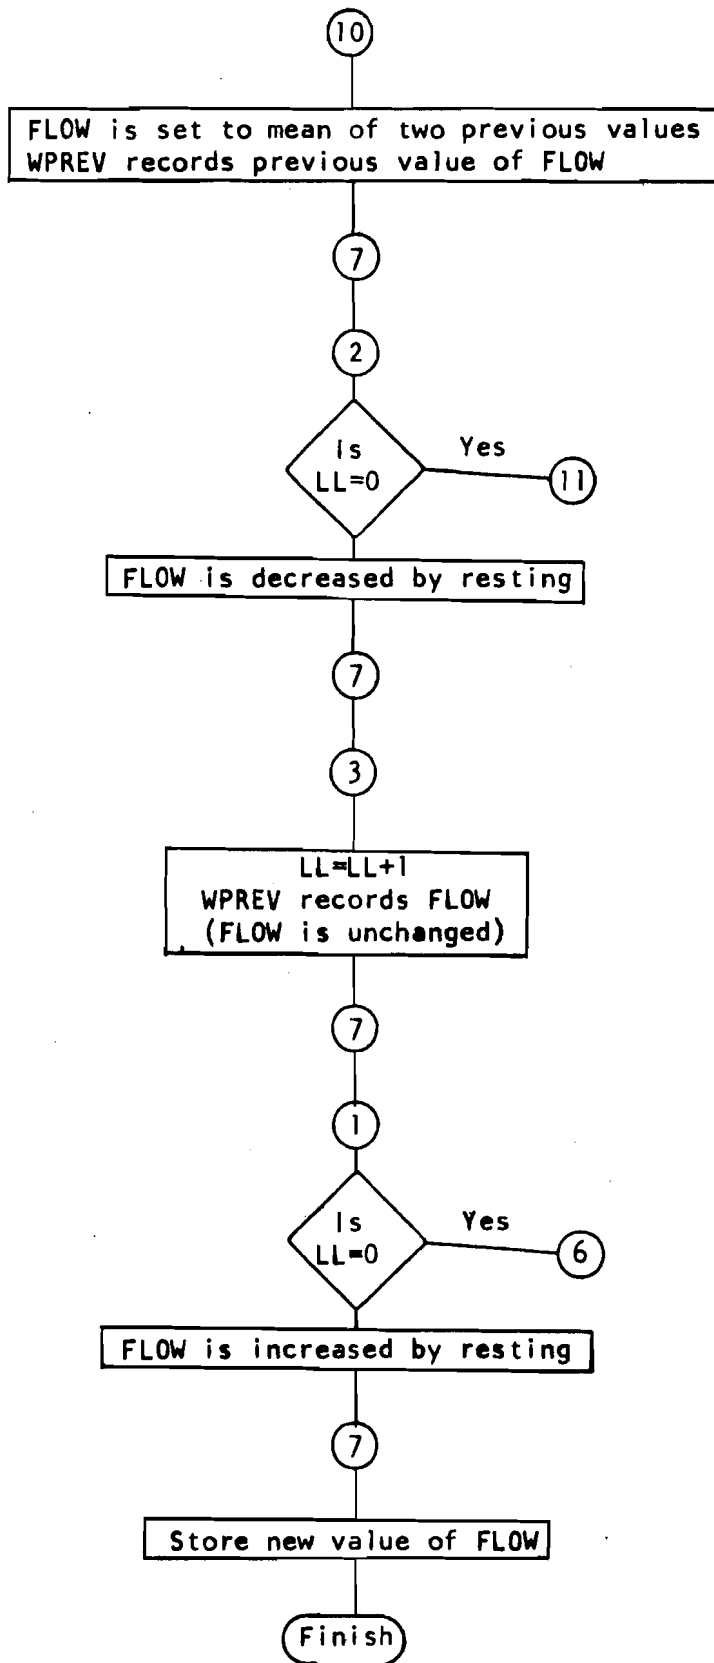 10
FLOW is set to mean of two previous values
WPREV records previous value of FLOW
7
2
Is
LL=0
Yes
11
FLOW is decreased by resting
7
3
LL=LL+1
WPREV records FLOW
(FLOW is unchanged)
7
1
Is
LL=0
Yes
6
FLOW is increased by resting
7
Store new value of FLOW
Finish